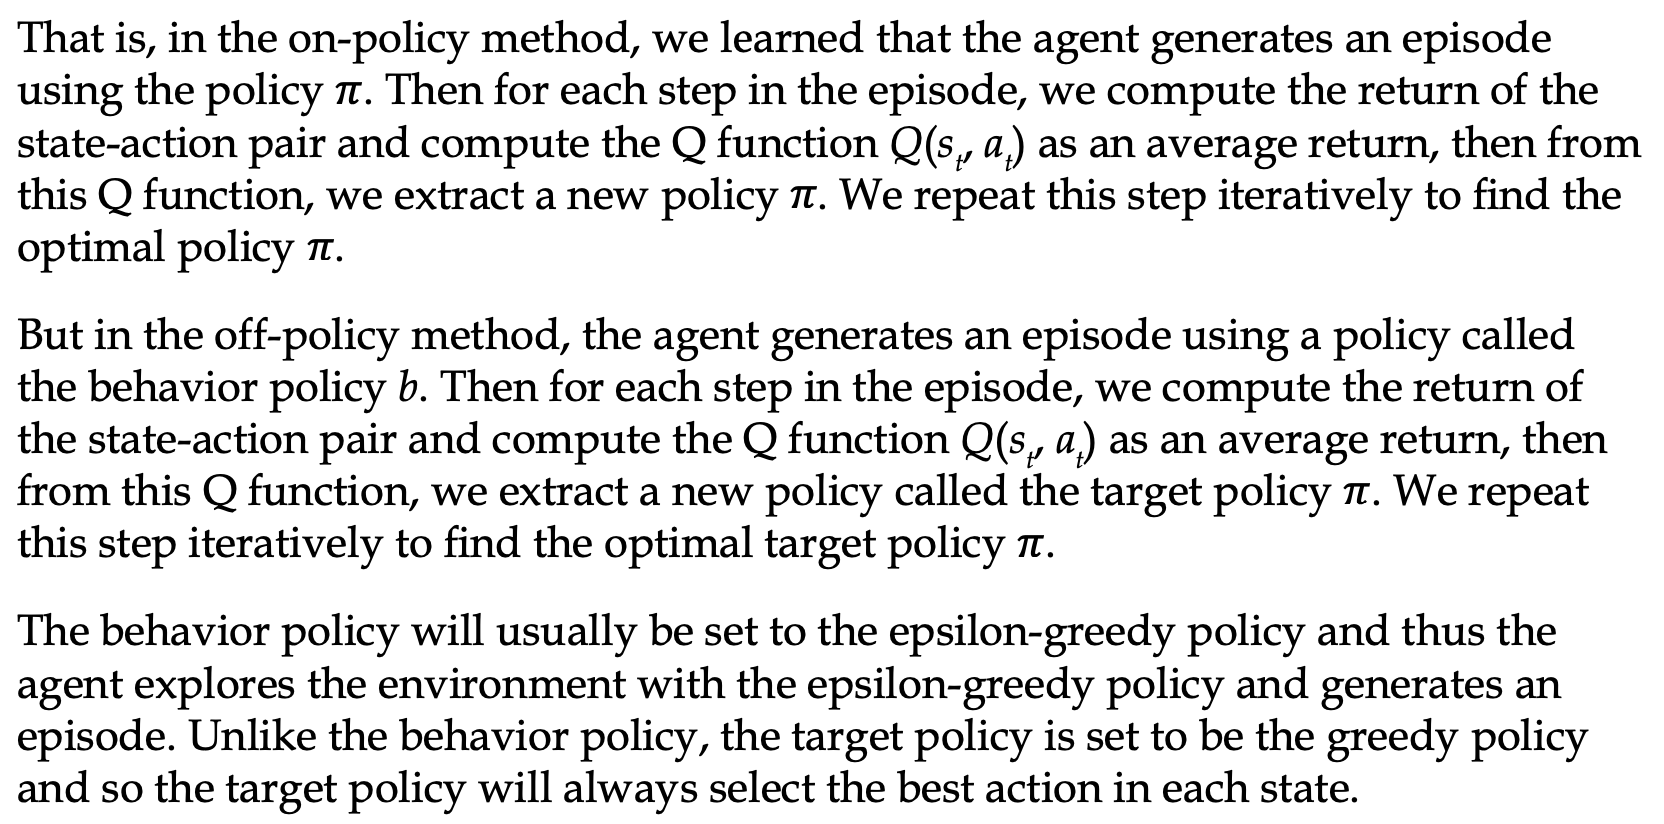 That is, in the on-policy method, we learned that the agent generates an episode
using the policy π. Then for each step in the episode, we compute the return of the
state-action pair and compute the Q function Q(sₜ, aₜ) as an average return, then from
this Q function, we extract a new policy π. We repeat this step iteratively to find the
optimal policy π.
But in the off-policy method, the agent generates an episode using a policy called
the behavior policy b. Then for each step in the episode, we compute the return of
the state-action pair and compute the Q function Q(sₜ, aₜ) as an average return, then
from this Q function, we extract a new policy called the target policy π. We repeat
this step iteratively to find the optimal target policy π.
The behavior policy will usually be set to the epsilon-greedy policy and thus the
agent explores the environment with the epsilon-greedy policy and generates an
episode. Unlike the behavior policy, the target policy is set to be the greedy policy
and so the target policy will always select the best action in each state.